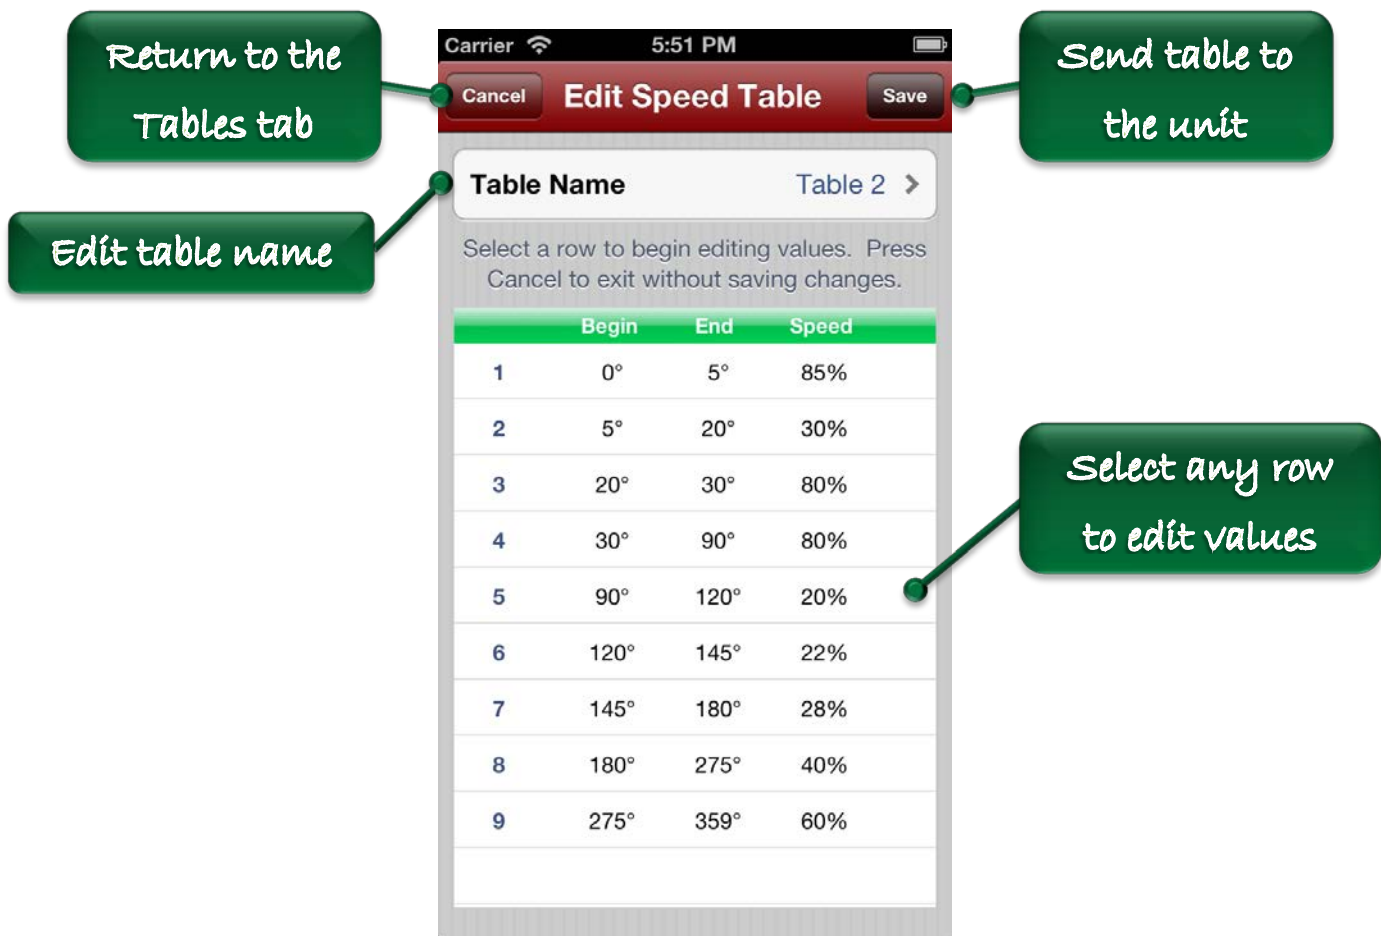 Return to the
Tables tab
Send table to
the unit
Edit table name
Select any row
to edit values
Carrier 5:51 PM
Cancel Edit Speed Table Save
Table Name Table 2
Select a row to begin editing values. Press
Cancel to exit without saving changes.
Begin End Speed
1 0° 5° 85%
2 5° 20° 30%
3 20° 30° 80%
4 30° 90° 80%
5 90° 120° 20%
6 120° 145° 22%
7 145° 180° 28%
8 180° 275° 40%
9 275° 359° 60%